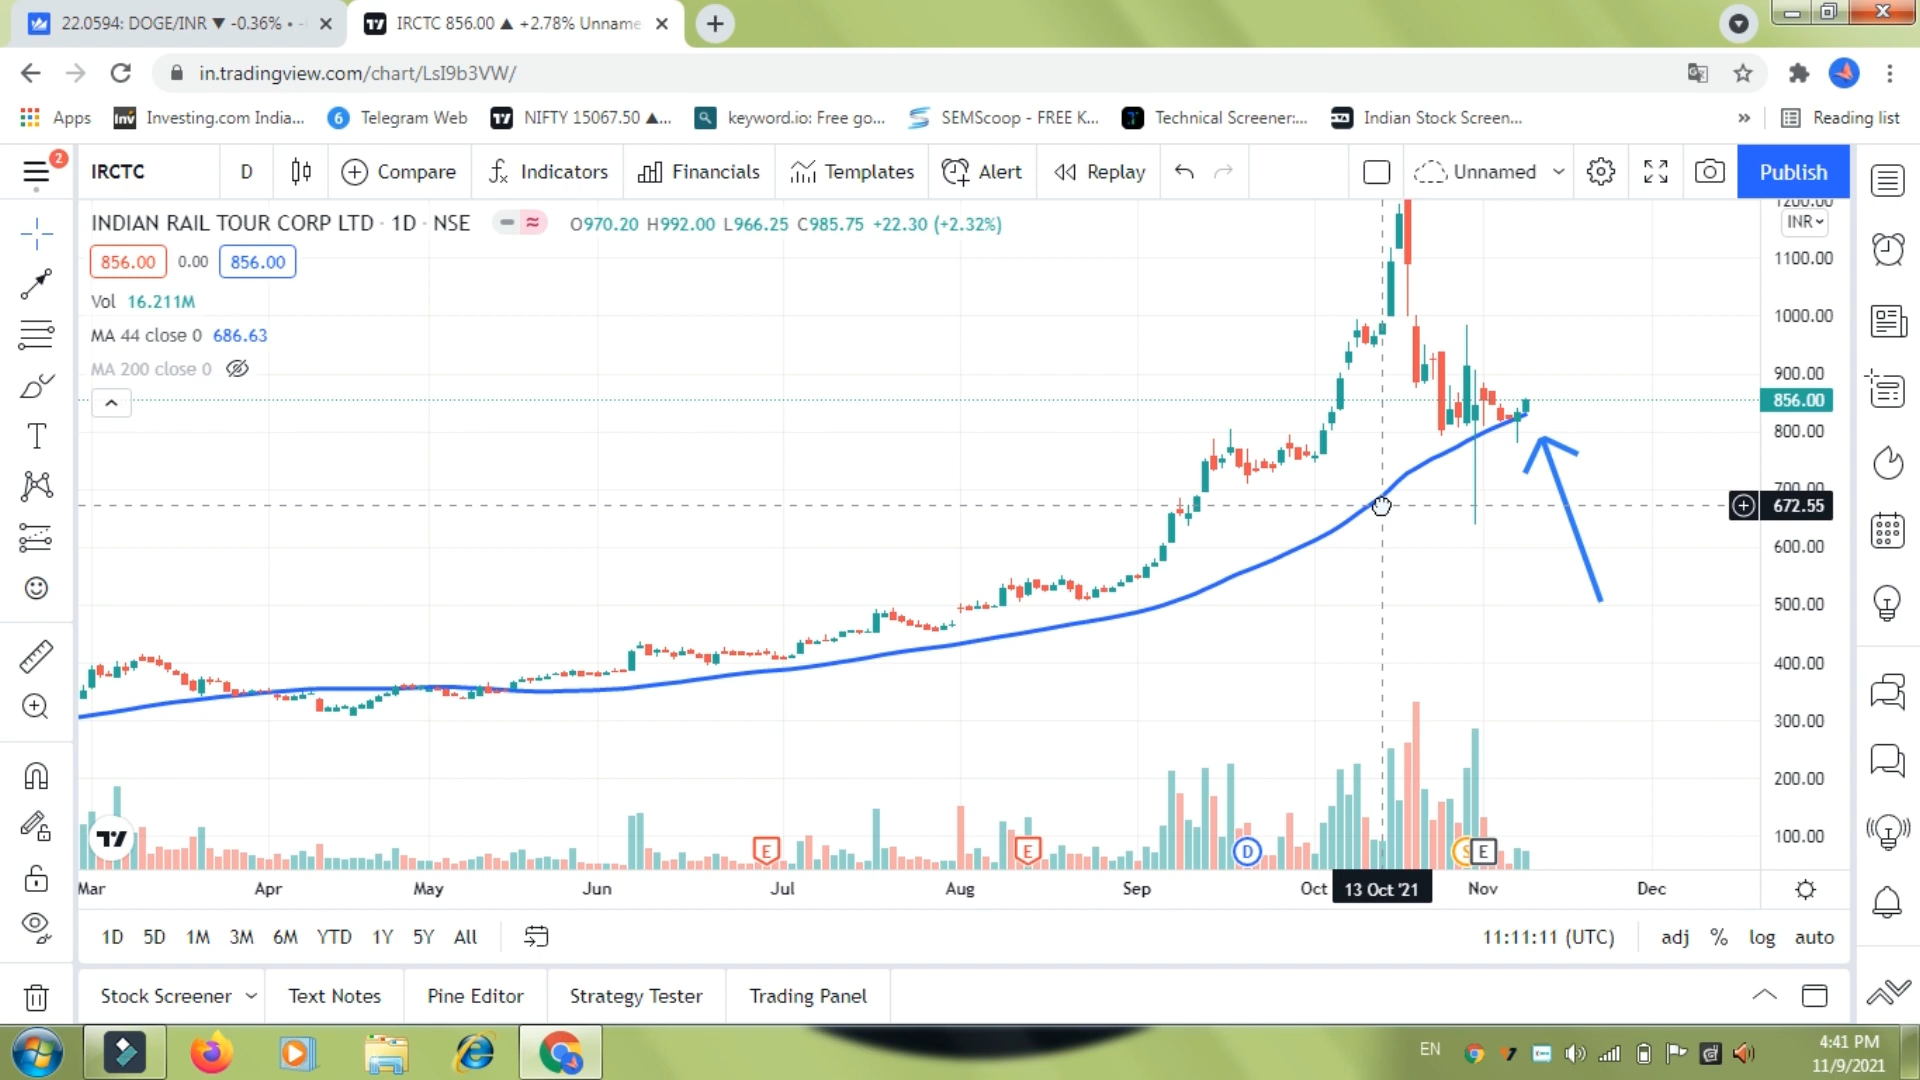 22.0594: DOGE/INR ▼ -0.36% •
IRCTC 856.00 ▲ +2.78% Unname
in.tradingview.com/chart/LsI9b3VW/
Apps
Investing.com India...
Telegram Web
NIFTY 15067.50 ▲...
keyword.io: Free go...
SEMScoop - FREE K...
Technical Screener:...
Indian Stock Screen...
»
Reading list
2
IRCTC
D
Compare
Indicators
Financials
Templates
Alert
Replay
Unnamed
Publish
INDIAN RAIL TOUR CORP LTD · 1D · NSE
O970.20 H992.00 L966.25 C985.75 +22.30 (+2.32%)
856.00 0.00 856.00
Vol 16.211M
MA 44 close 0 686.63
MA 200 close 0
1200.00
INR
1100.00
1000.00
900.00
856.00
800.00
700.00
672.55
600.00
500.00
400.00
300.00
200.00
100.00
E
E
D
S
E
Mar
Apr
May
Jun
Jul
Aug
Sep
Oct
13 Oct '21
Nov
Dec
1D 5D 1M 3M 6M YTD 1Y 5Y All
11:11:11 (UTC)
adj % log auto
Stock Screener
Text Notes
Pine Editor
Strategy Tester
Trading Panel
EN
4:41 PM
11/9/2021